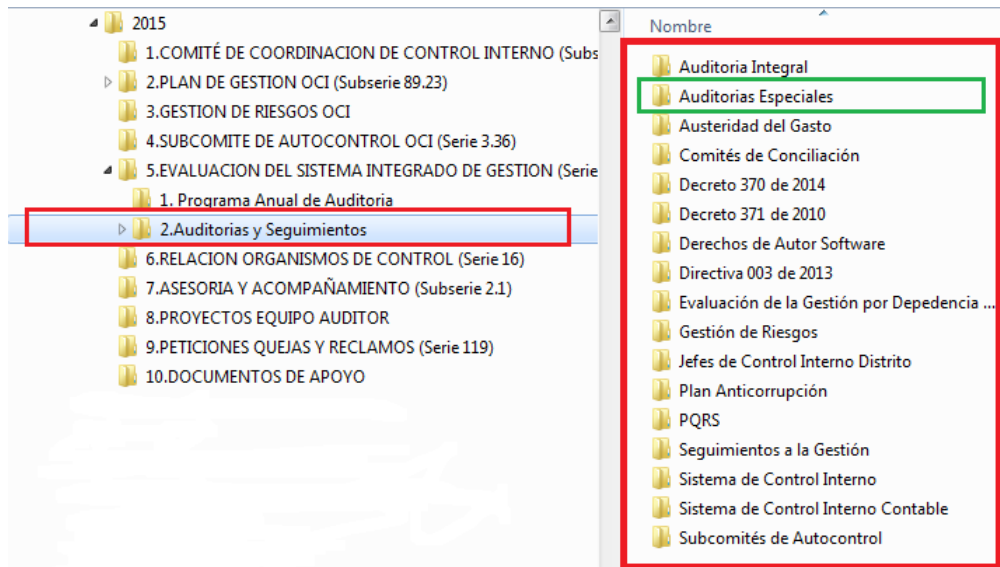 2015
1.COMITÉ DE COORDINACION DE CONTROL INTERNO (Subs
2.PLAN DE GESTION OCI (Subserie 89.23)
3.GESTION DE RIESGOS OCI
4.SUBCOMITE DE AUTOCONTROL OCI (Serie 3.36)
5.EVALUACION DEL SISTEMA INTEGRADO DE GESTION (Serie
1. Programa Anual de Auditoria
2.Auditorias y Seguimientos
6.RELACION ORGANISMOS DE CONTROL (Serie 16)
7.ASESORIA Y ACOMPAÑAMIENTO (Subserie 2.1)
8.PROYECTOS EQUIPO AUDITOR
9.PETICIONES QUEJAS Y RECLAMOS (Serie 119)
10.DOCUMENTOS DE APOYO
Nombre
Auditoria Integral
Auditorias Especiales
Austeridad del Gasto
Comités de Conciliación
Decreto 370 de 2014
Decreto 371 de 2010
Derechos de Autor Software
Directiva 003 de 2013
Evaluación de la Gestión por Depedencia ...
Gestión de Riesgos
Jefes de Control Interno Distrito
Plan Anticorrupción
PQRS
Seguimientos a la Gestión
Sistema de Control Interno
Sistema de Control Interno Contable
Subcomités de Autocontrol